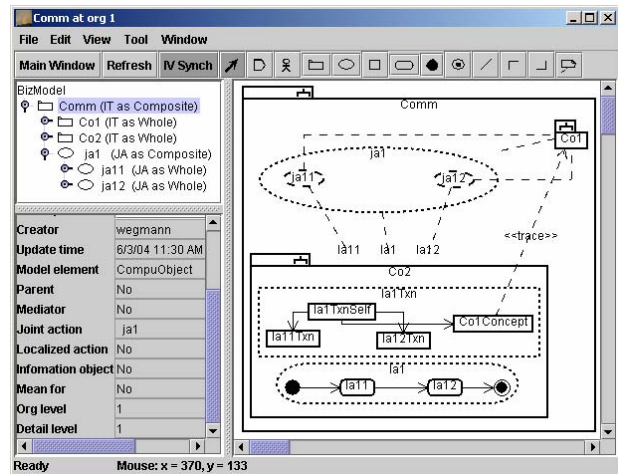 Comm at org 1
File Edit View Tool Window
Main Window Refresh IV Synch
BizModel
Comm (IT as Composite)
Co1 (IT as Whole)
Co2 (IT as Whole)
ja1 (JA as Composite)
ja11 (JA as Whole)
ja12 (JA as Whole)
Creator wegmann
Update time 6/3/04 11:30 AM
Model element CompuObject
Parent No
Mediator No
Joint action ja1
Localized action No
Infomation object No
Mean for No
Org level 1
Detail level 1
Comm
Co1
ja1
ja11
ja12
la11 la1 la12
<<trace>>
Co2
la1Txn
la1TxnSelf
la11Txn
la12Txn
Co1Concept
la1
la11
la12
Ready Mouse: x = 370, y = 133